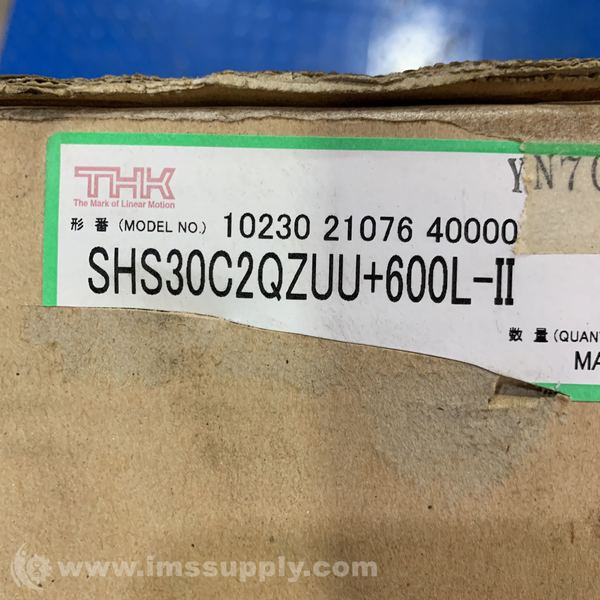 THK
The Mark of Linear Motion
YN70
形 番 (MODEL NO.) 10230 21076 40000
SHS30C2QZUU+600L-II
数 量 (QUANT
MA
www.imssupply.com